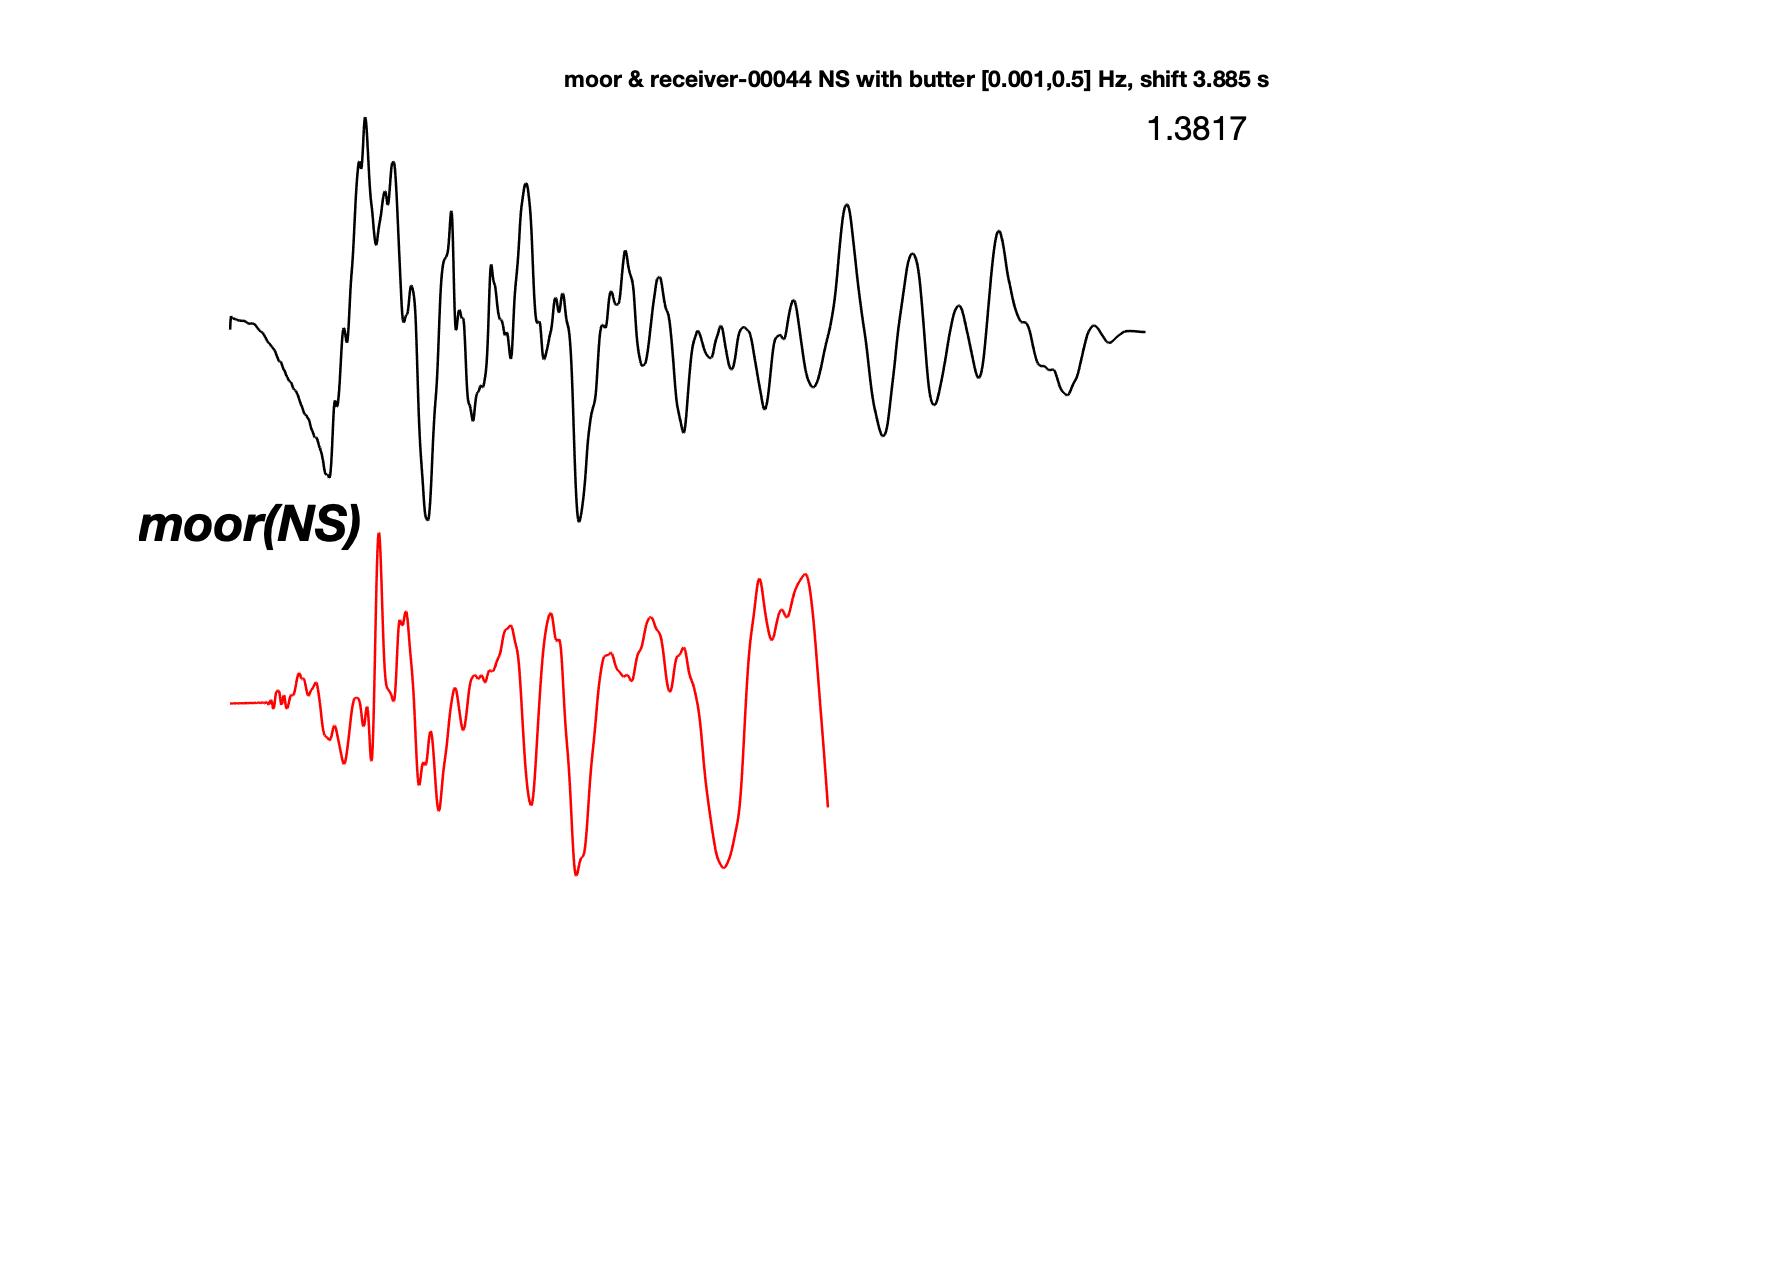 moor & receiver-00044 NS with butter [0.001,0.5] Hz, shift 3.885 s
1.3817
moor(NS)